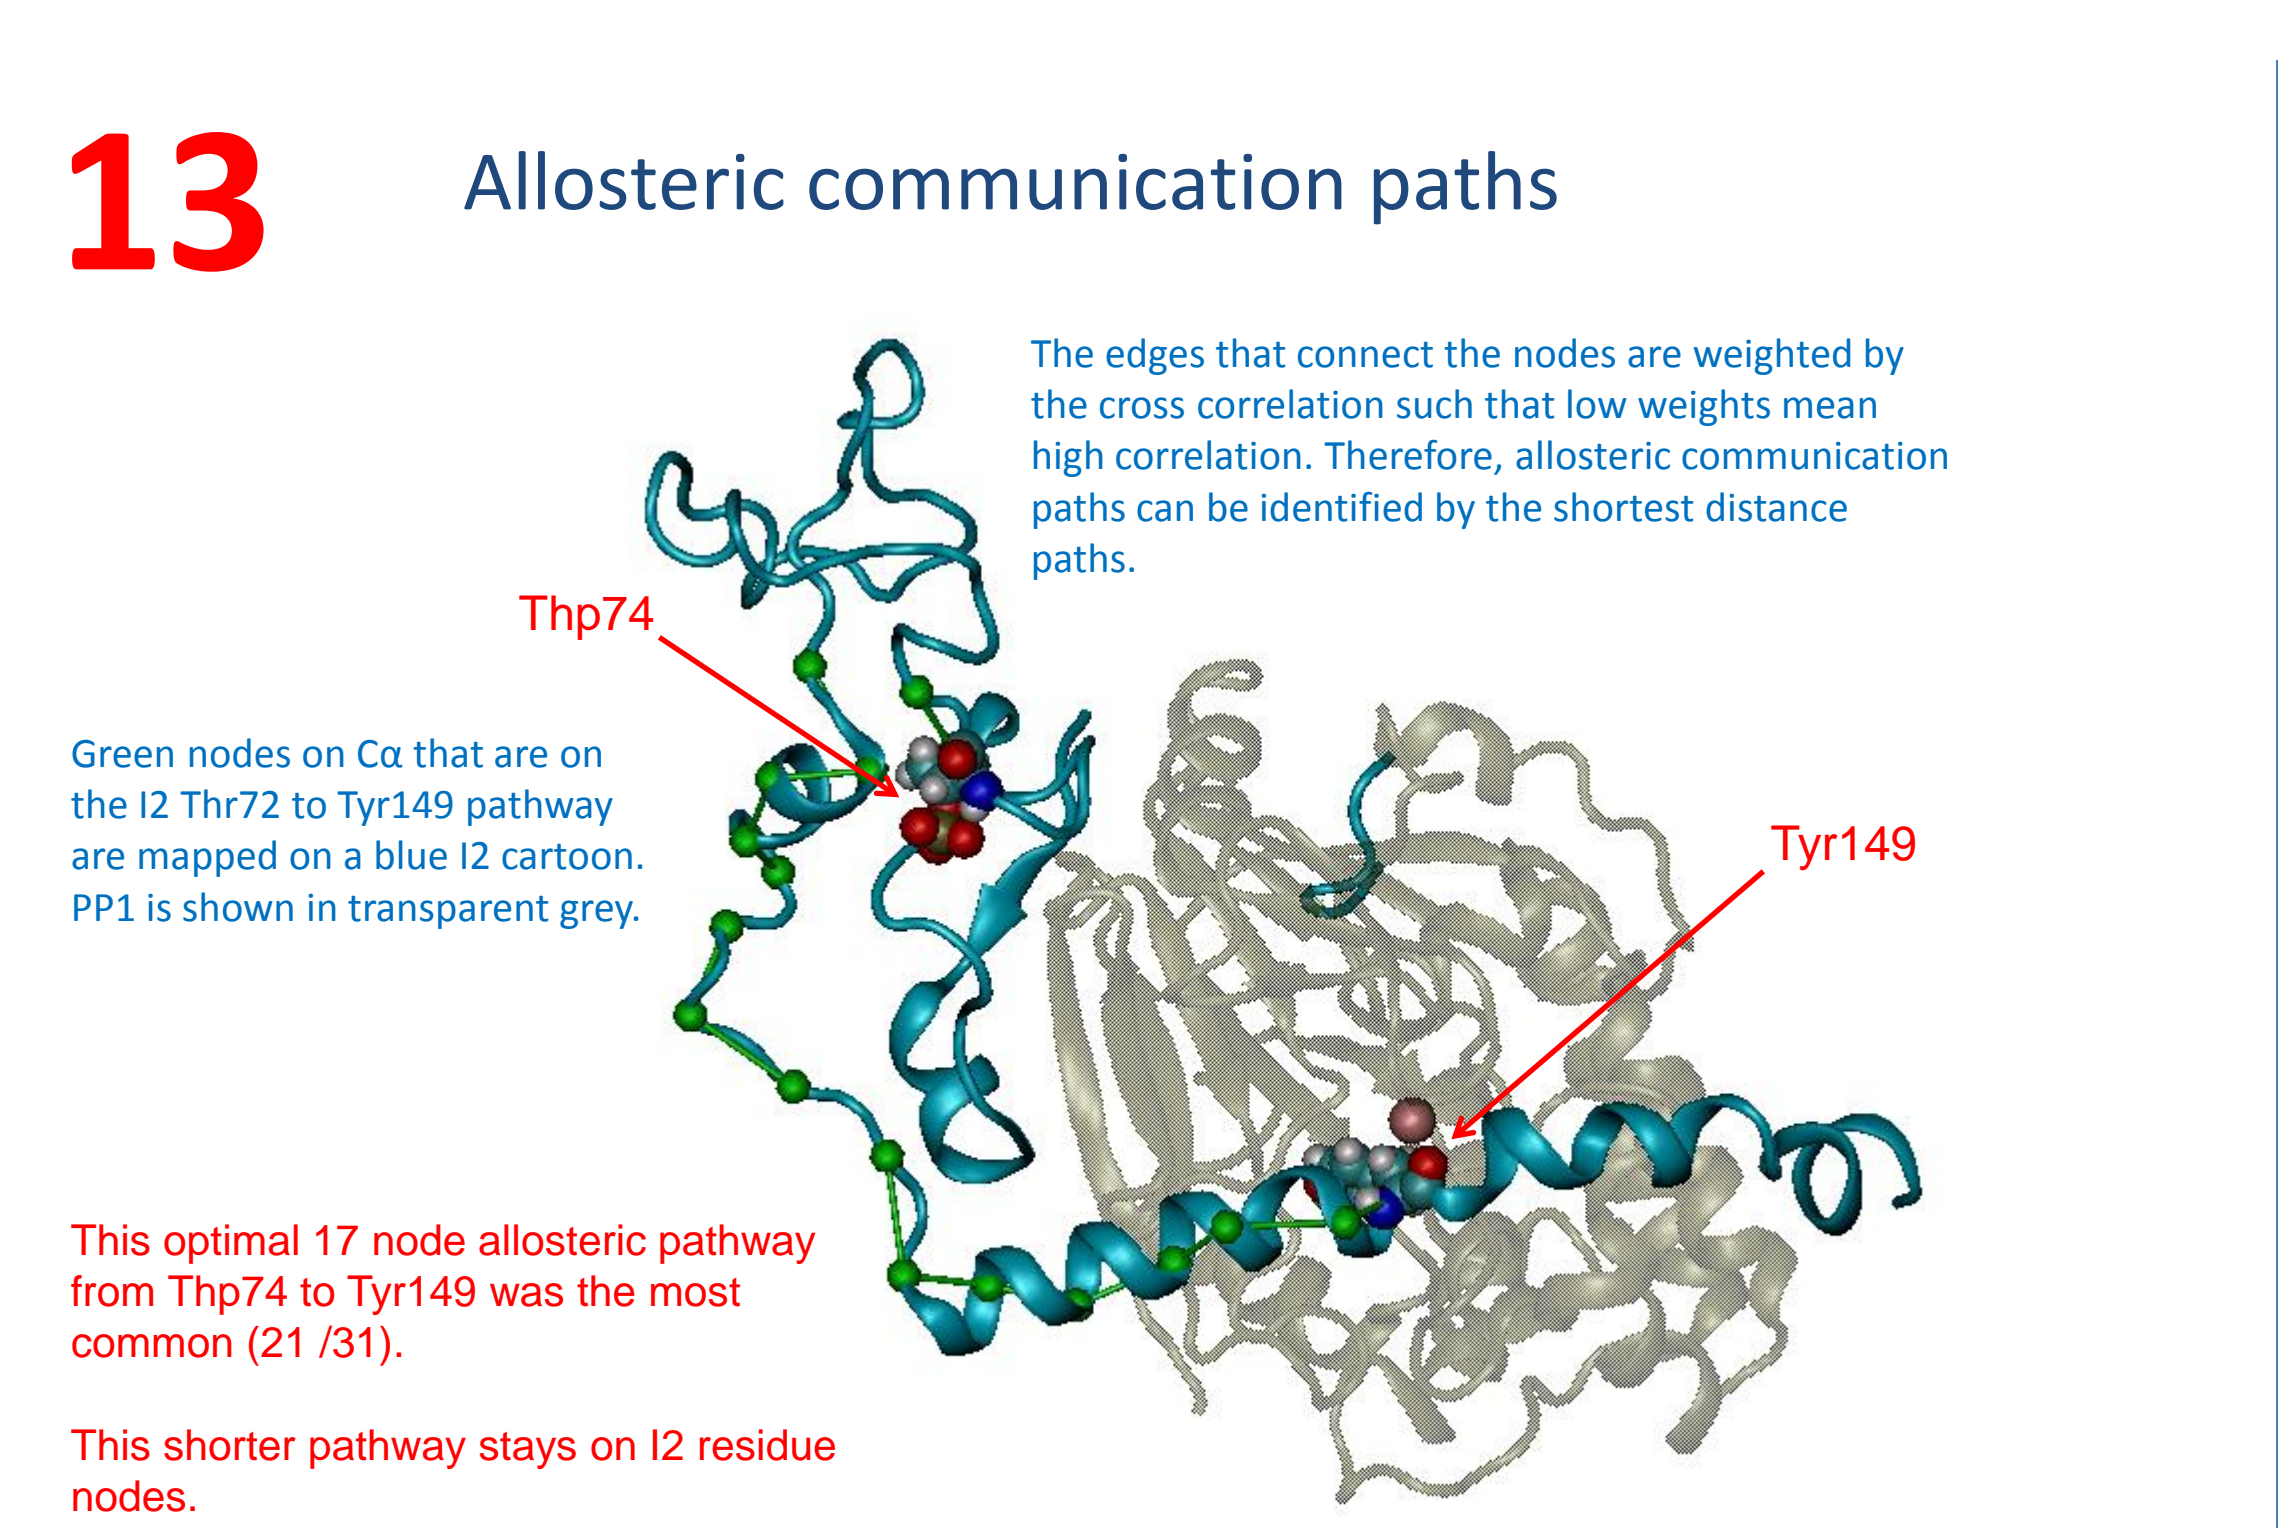 13
Allosteric communication paths
The edges that connect the nodes are weighted by
the cross correlation such that low weights mean
high correlation. Therefore, allosteric communication
paths can be identified by the shortest distance
paths.
Thp74
Green nodes on Cα that are on
the I2 Thr72 to Tyr149 pathway
are mapped on a blue I2 cartoon.
PP1 is shown in transparent grey.
Tyr149
This optimal 17 node allosteric pathway
from Thp74 to Tyr149 was the most
common (21 /31).
This shorter pathway stays on I2 residue
nodes.